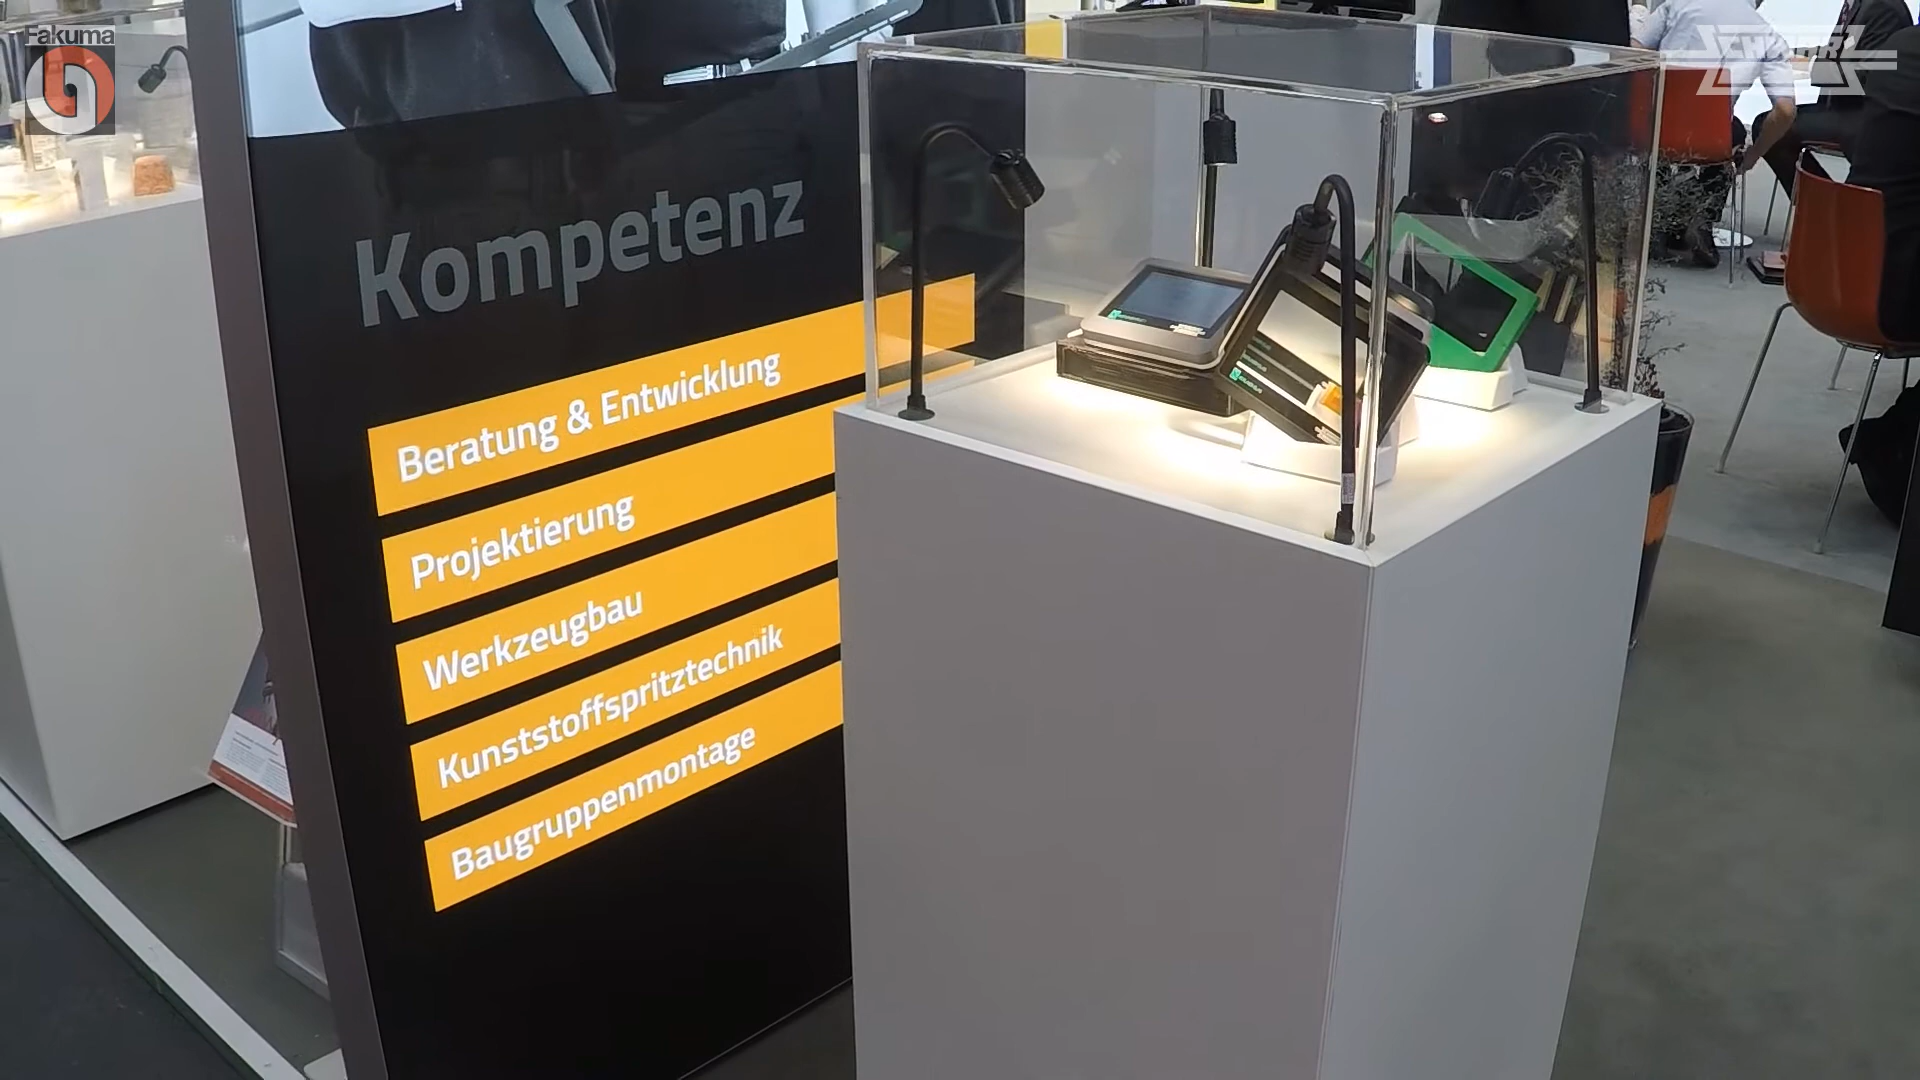 Fakuma
Kompetenz
Beratung & Entwicklung
Projektierung
Werkzeugbau
Kunststoffspritztechnik
Baugruppenmontage